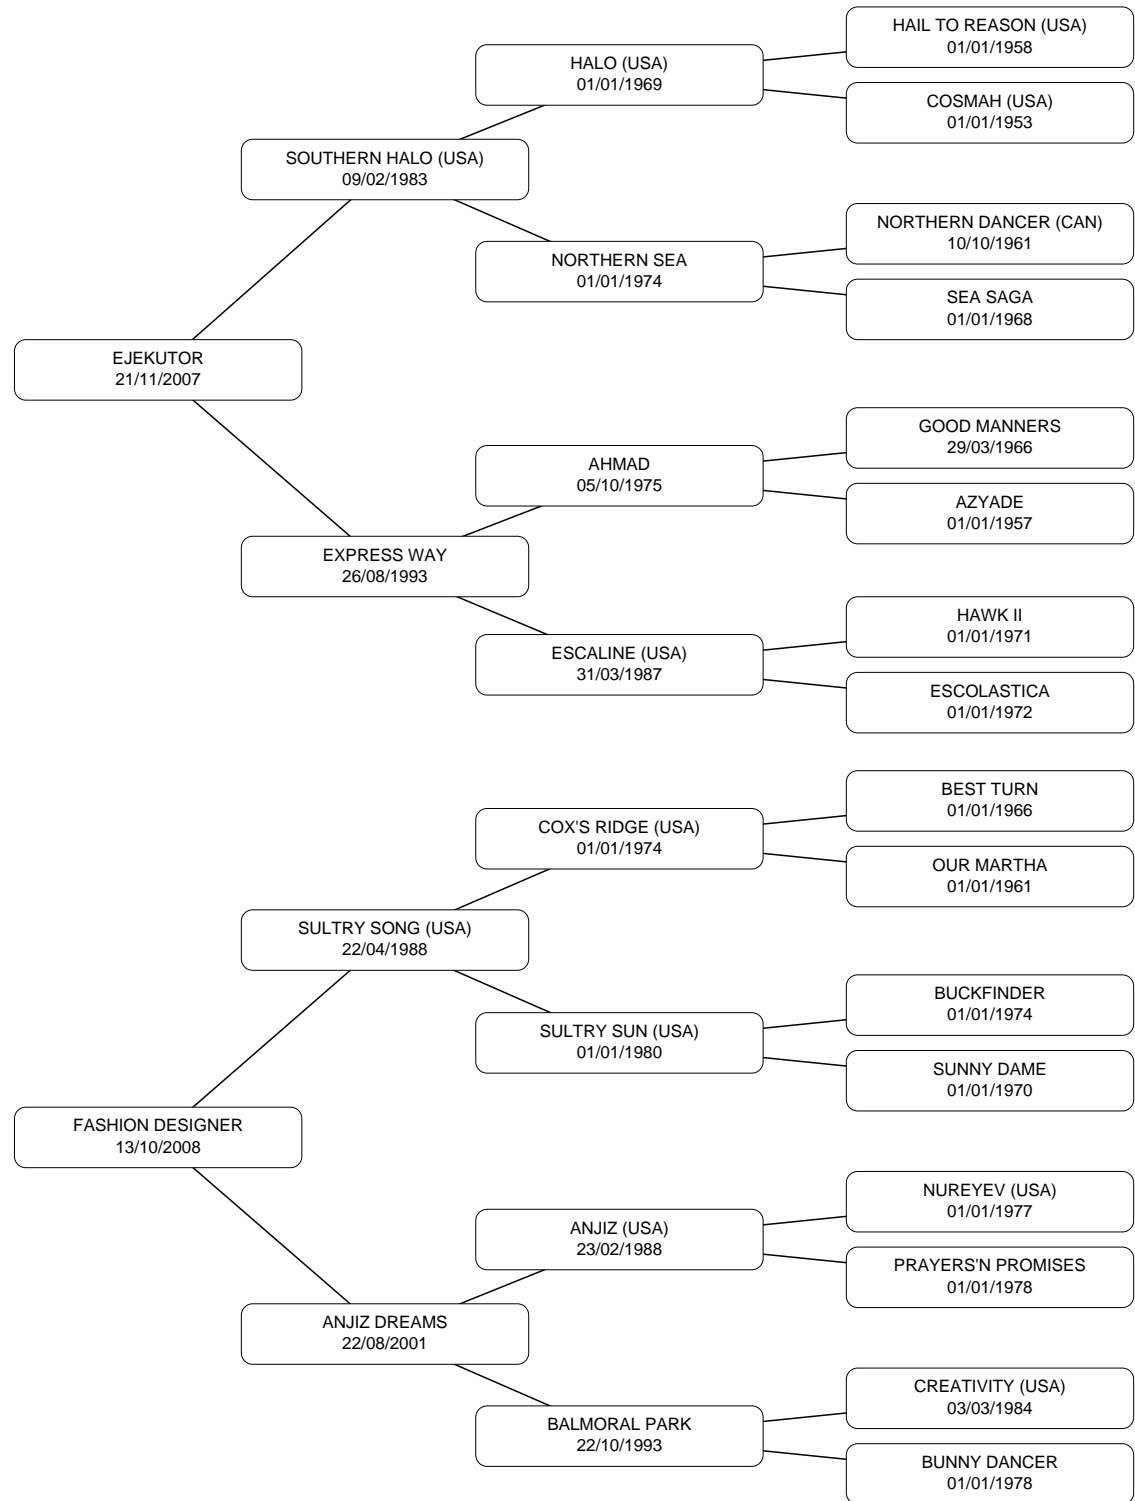 HAIL TO REASON (USA)
01/01/1958
HALO (USA)
01/01/1969
COSMAH (USA)
01/01/1953
SOUTHERN HALO (USA)
09/02/1983
NORTHERN DANCER (CAN)
10/10/1961
NORTHERN SEA
01/01/1974
SEA SAGA
01/01/1968
EJEKUTOR
21/11/2007
GOOD MANNERS
29/03/1966
AHMAD
05/10/1975
AZYADE
01/01/1957
EXPRESS WAY
26/08/1993
HAWK II
01/01/1971
ESCALINE (USA)
31/03/1987
ESCOLASTICA
01/01/1972
BEST TURN
01/01/1966
COX'S RIDGE (USA)
01/01/1974
OUR MARTHA
01/01/1961
SULTRY SONG (USA)
22/04/1988
BUCKFINDER
01/01/1974
SULTRY SUN (USA)
01/01/1980
SUNNY DAME
01/01/1970
FASHION DESIGNER
13/10/2008
NUREYEV (USA)
01/01/1977
ANJIZ (USA)
23/02/1988
PRAYERS'N PROMISES
01/01/1978
ANJIZ DREAMS
22/08/2001
CREATIVITY (USA)
03/03/1984
BALMORAL PARK
22/10/1993
BUNNY DANCER
01/01/1978